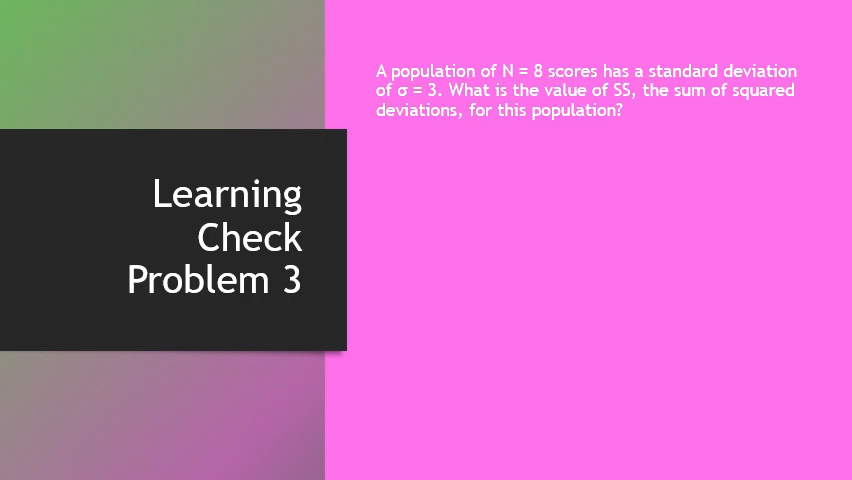 Learning
Check
Problem 3
A population of N = 8 scores has a standard deviation
of σ = 3. What is the value of SS, the sum of squared
deviations, for this population?